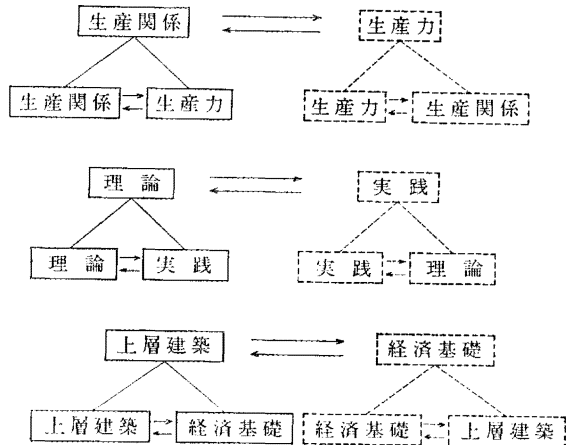 生産関係 生産力
生産関係 生産力 生産力 生産関係
理論 実践
理論 実践 実践 理論
上層建築 経済基礎
上層建築 経済基礎 経済基礎 上層建築